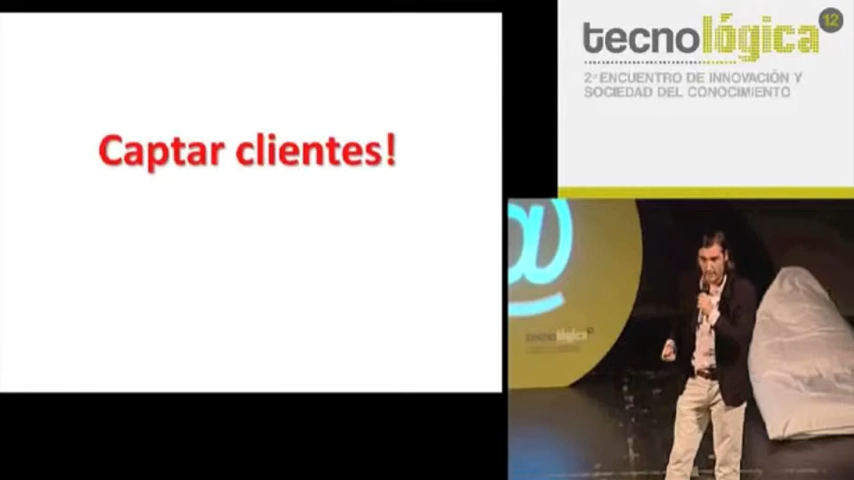 Captar clientes!
tecnológica 12
2º ENCUENTRO DE INNOVACIÓN Y
SOCIEDAD DEL CONOCIMIENTO
@
tecnológica